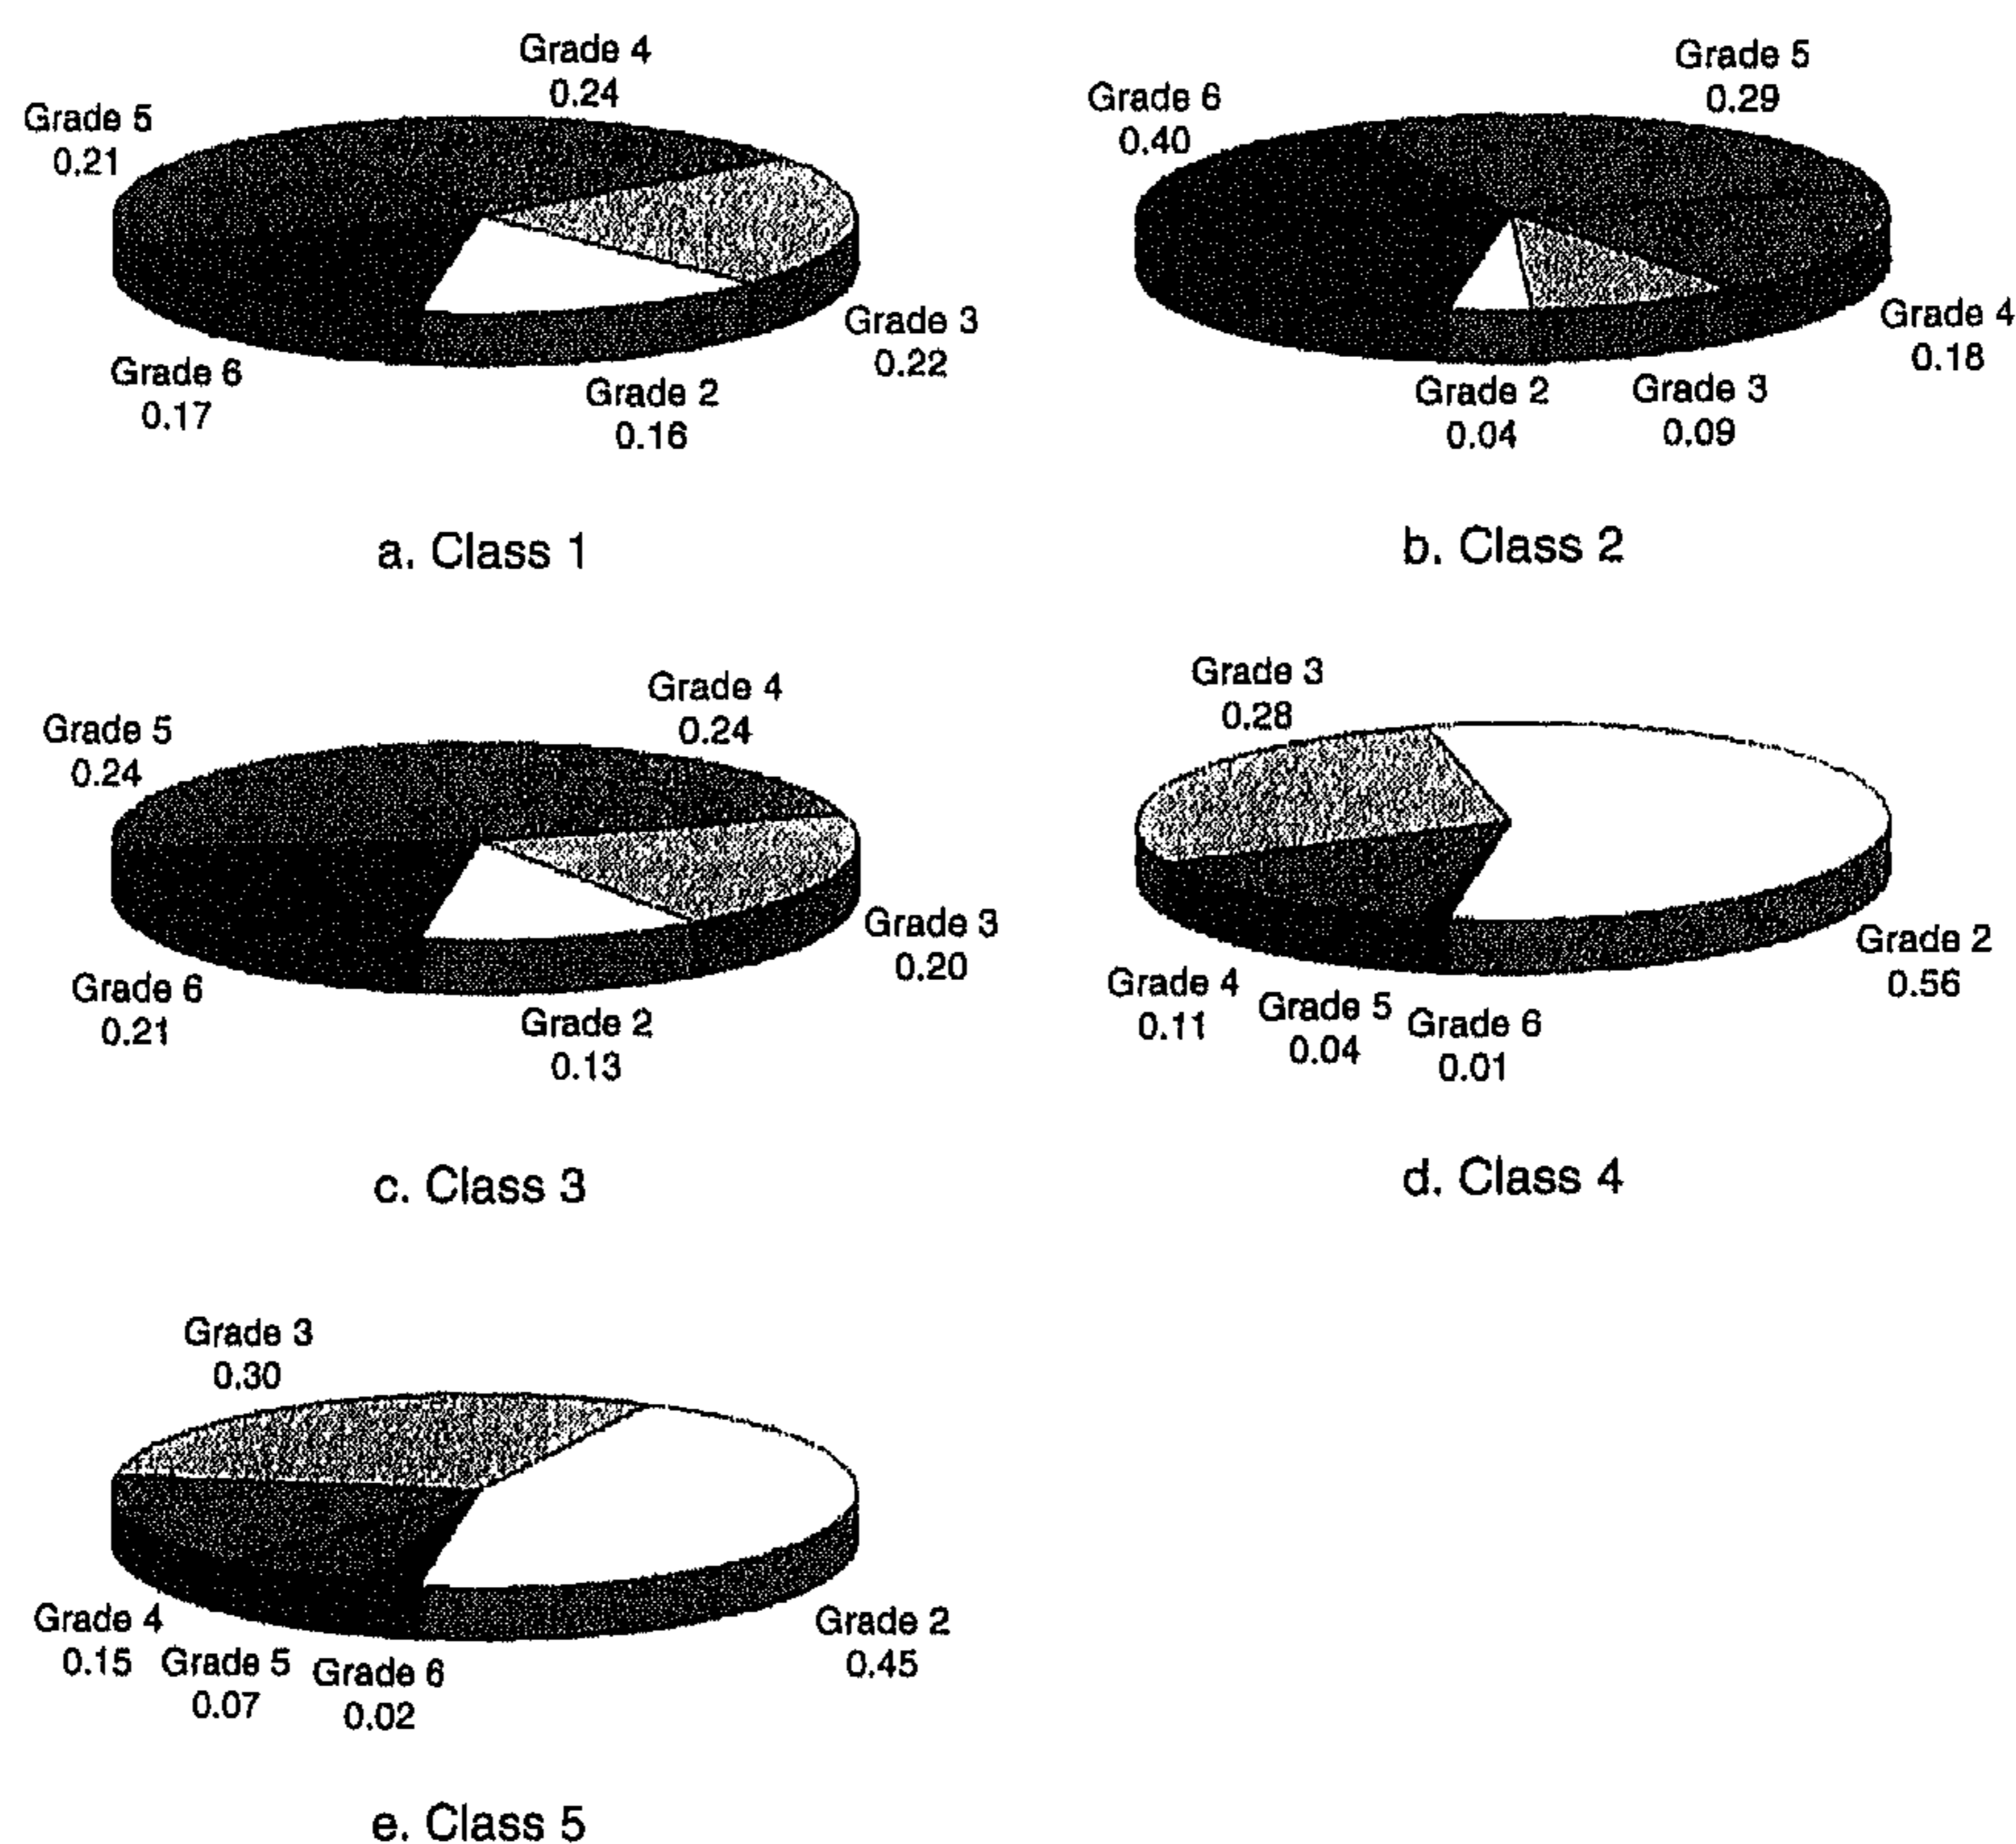 Grade 4
0.24
Grade 5
0.21
Grade 3
0.22
Grade 6
0.17
Grade 2
0.16
a. Class 1
Grade 5
0.29
Grade 6
0.40
Grade 4
0.18
Grade 2
0.04
Grade 3
0.09
b. Class 2
Grade 4
0.24
Grade 5
0.24
Grade 3
0.20
Grade 6
0.21
Grade 2
0.13
c. Class 3
Grade 3
0.28
Grade 2
0.56
Grade 4
0.11
Grade 5
0.04
Grade 6
0.01
d. Class 4
Grade 3
0.30
Grade 4
0.15
Grade 5
0.07
Grade 6
0.02
Grade 2
0.45
e. Class 5